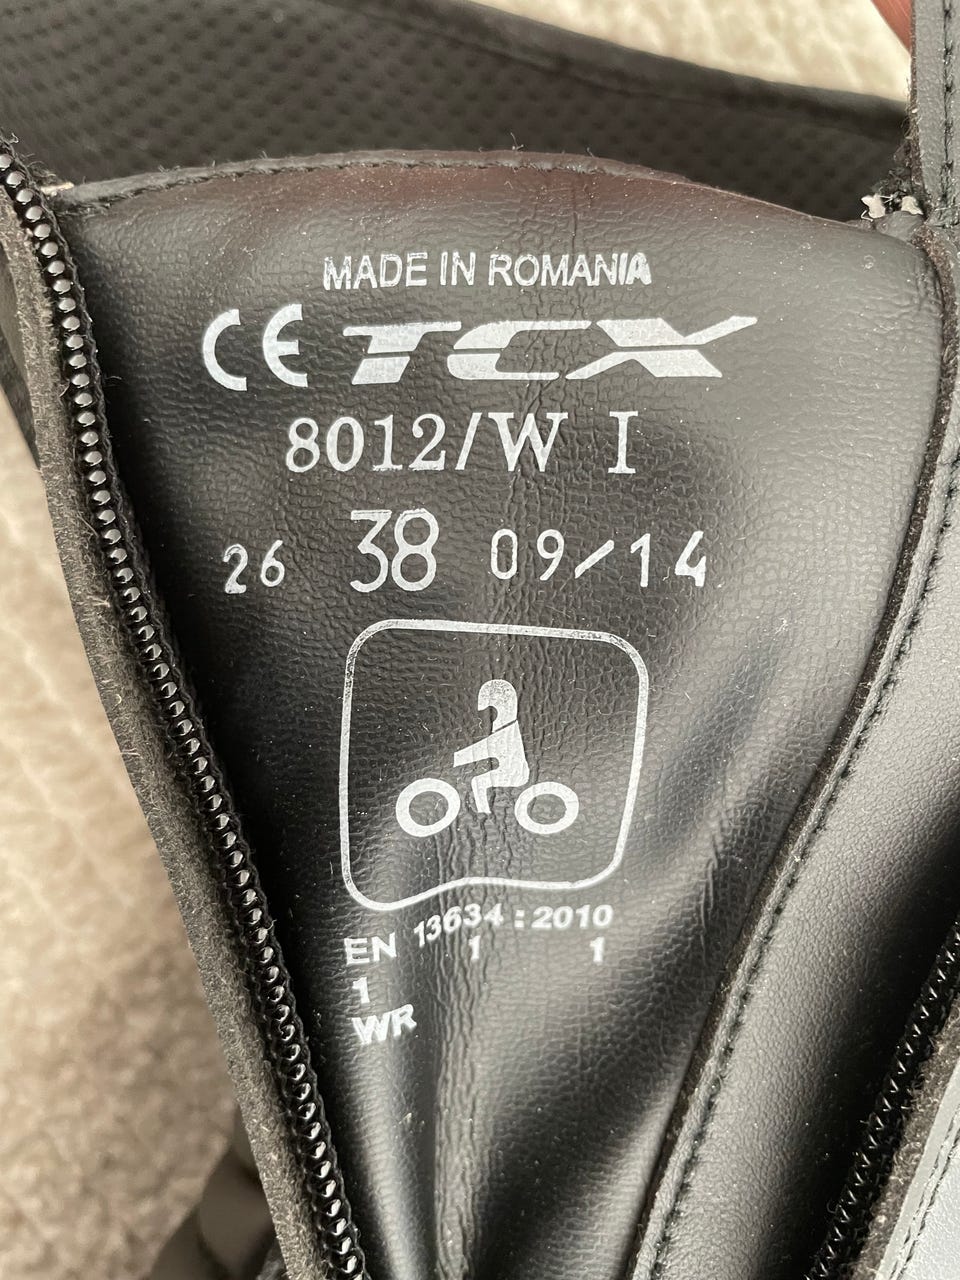 MADE IN ROMANIA
CE TCX
8012/W I
26 38 09/14
EN 13634:2010
1 1 1
WR